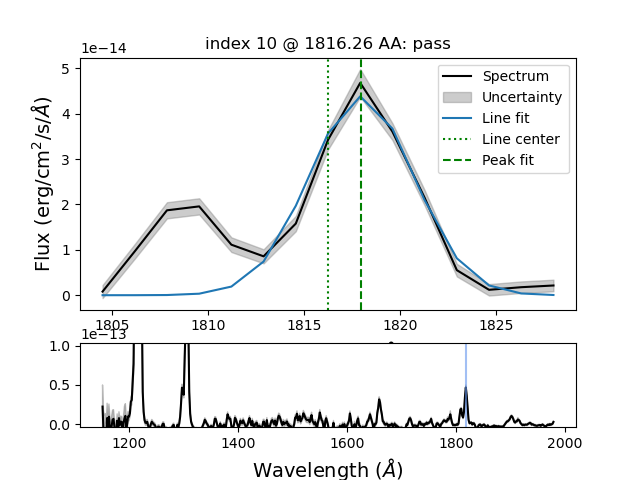 index 10 @ 1816.26 AA: pass
1e−14
Flux (erg/cm²/s/Å)
5
4
3
2
1
0
Spectrum
Uncertainty
Line fit
Line center
Peak fit
1805 1810 1815 1820 1825
1e−13
1.0
0.5
0.0
1200 1400 1600 1800 2000
Wavelength (Å)